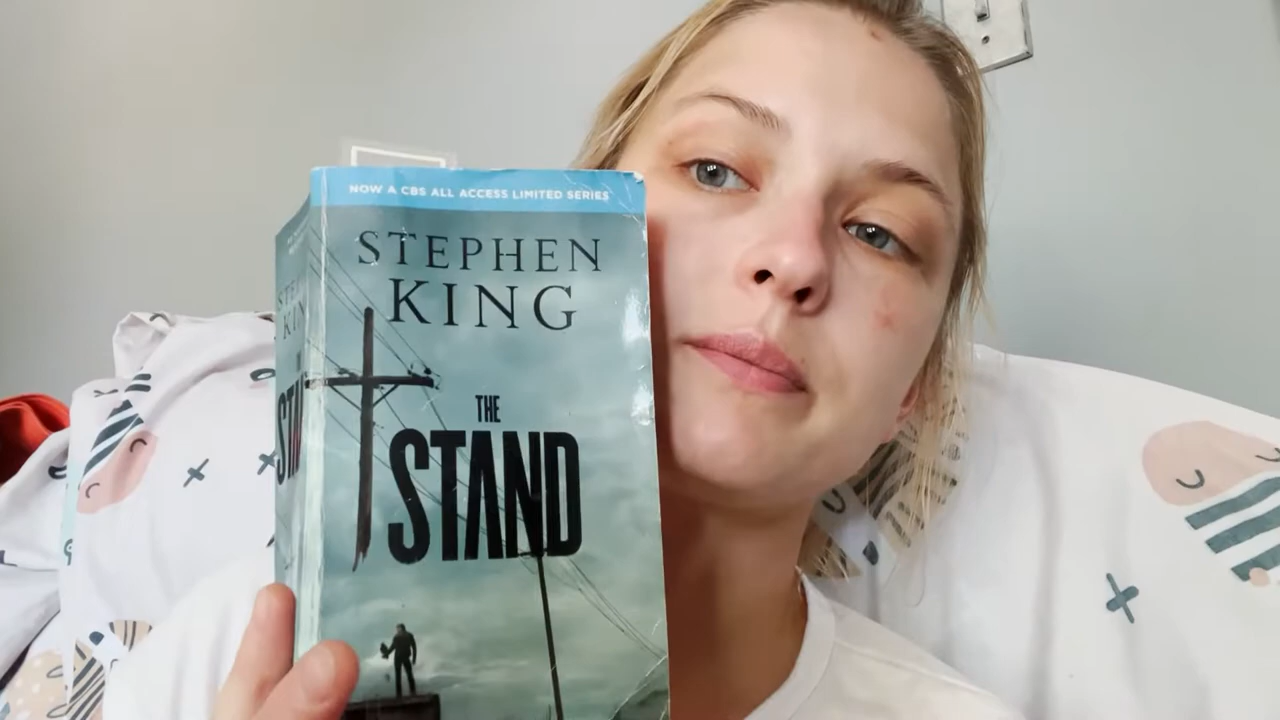 NOW A CBS ALL ACCESS LIMITED SERIES
STEPHEN
KING
THE
STAND